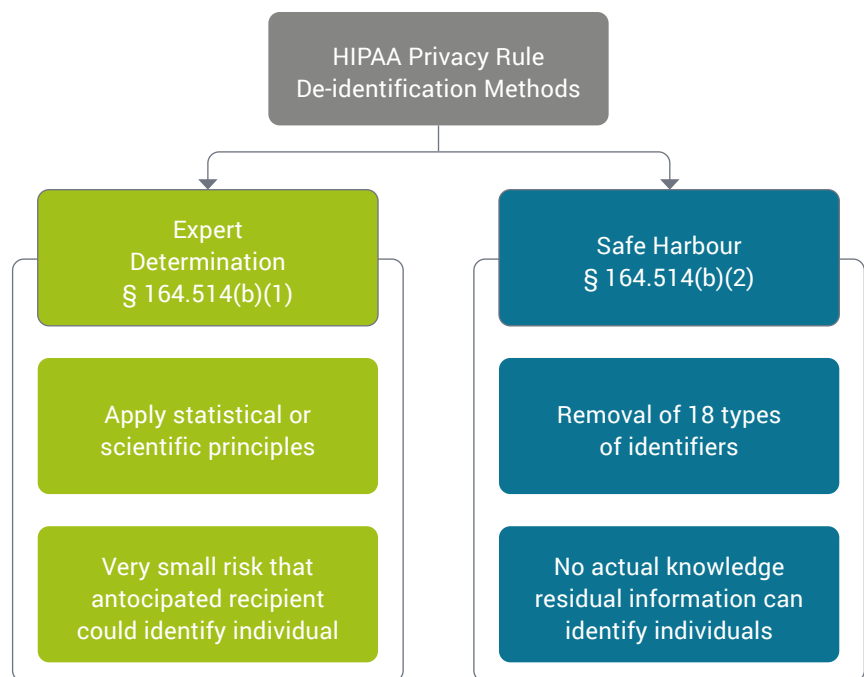 HIPAA Privacy Rule
De-identification Methods
Expert
Determination
§ 164.514(b)(1)
Apply statistical or
scientific principles
Very small risk that
antocipated recipient
could identify individual
Safe Harbour
§ 164.514(b)(2)
Removal of 18 types
of identifiers
No actual knowledge
residual information can
identify individuals